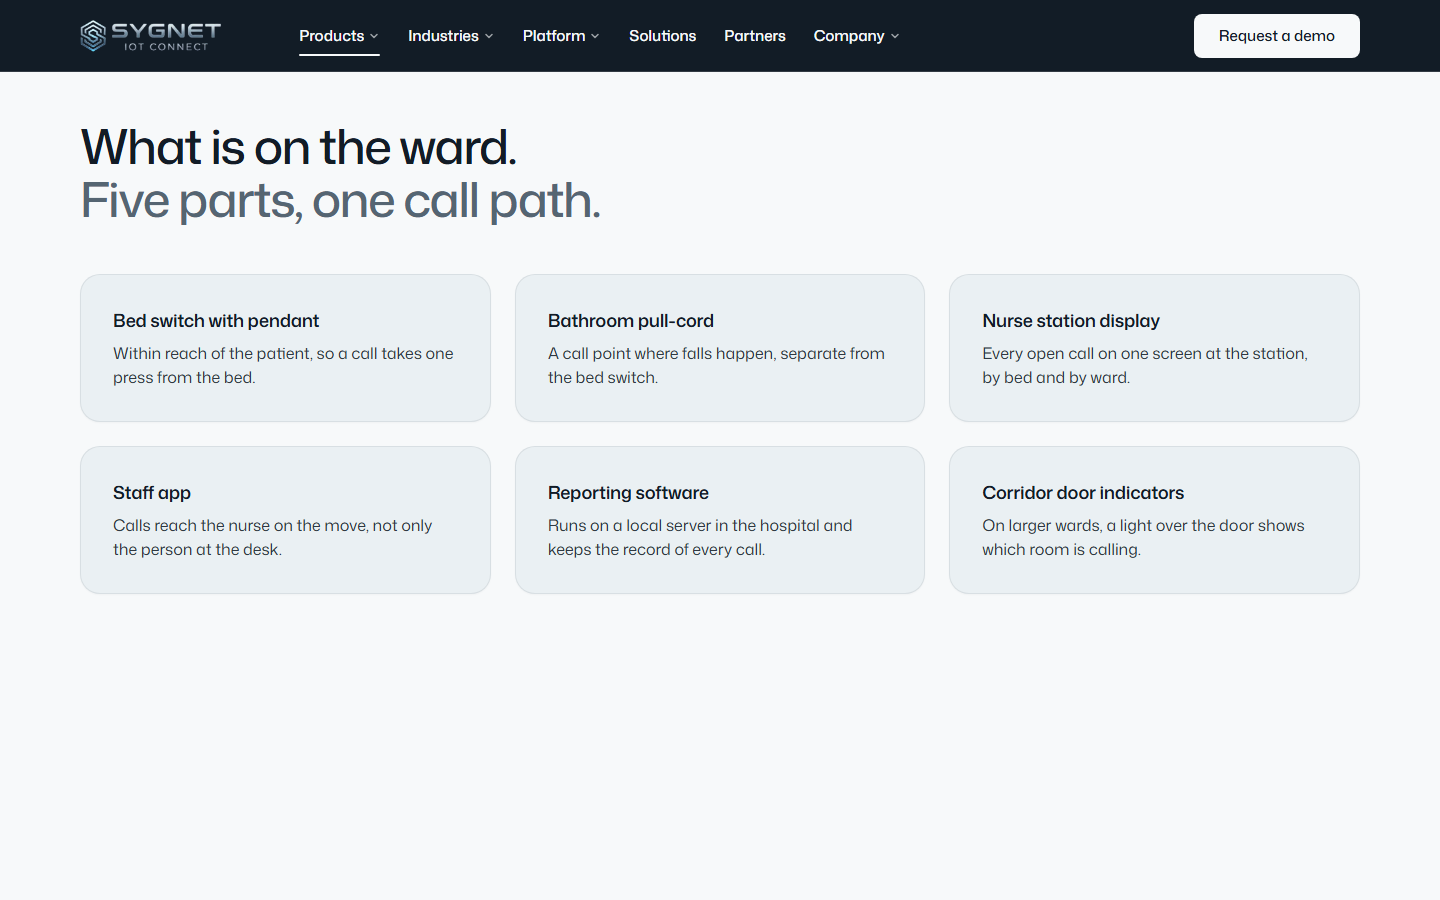 SYGNET
IOT CONNECT
Products
Industries
Platform
Solutions
Partners
Company
Request a demo
What is on the ward.
Five parts, one call path.
Bed switch with pendant
Within reach of the patient, so a call takes one
press from the bed.
Bathroom pull-cord
A call point where falls happen, separate from
the bed switch.
Nurse station display
Every open call on one screen at the station,
by bed and by ward.
Staff app
Calls reach the nurse on the move, not only
the person at the desk.
Reporting software
Runs on a local server in the hospital and
keeps the record of every call.
Corridor door indicators
On larger wards, a light over the door shows
which room is calling.